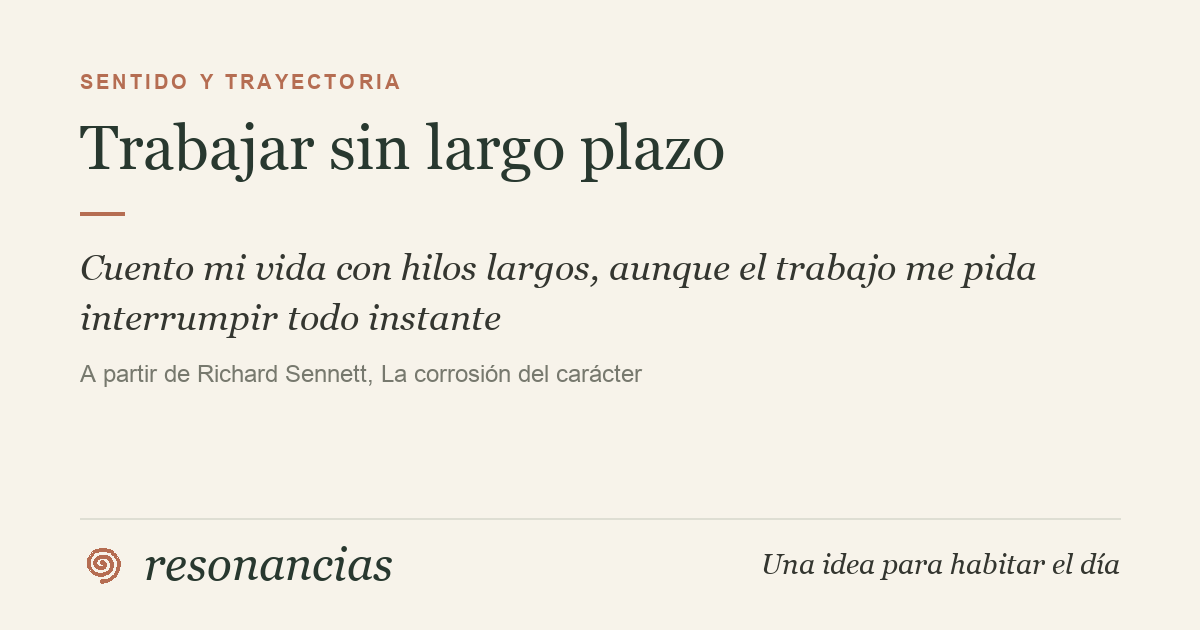 SENTIDO Y TRAYECTORIA
Trabajar sin largo plazo
Cuento mi vida con hilos largos, aunque el trabajo me pida
interrumpir todo instante
A partir de Richard Sennett, La corrosión del carácter
resonancias
Una idea para habitar el día